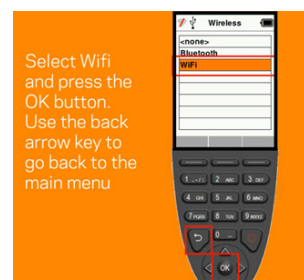 Wireless
<none>
Bluetooth
WiFi
Select Wifi
and press the
OK button.
Use the back
arrow key to
go back to the
main menu
1 .-/:
2 ABC
3 DEF
4 GHI
5 JKL
6 MNO
7 PQRS
8 TUV
9 WXYZ
0
OK